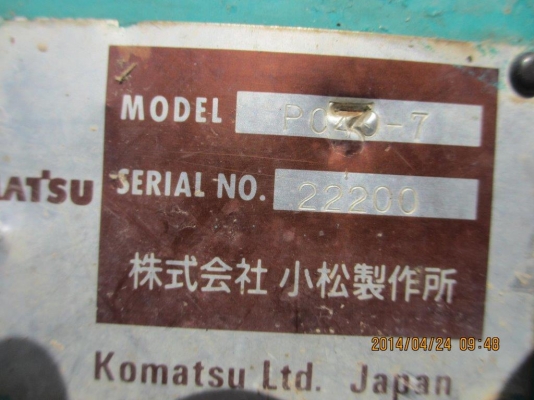 MODEL
SERIAL NO. 22200
株式会社 小松製作所
Komatsu Ltd. Japan
2014/04/24 09:48